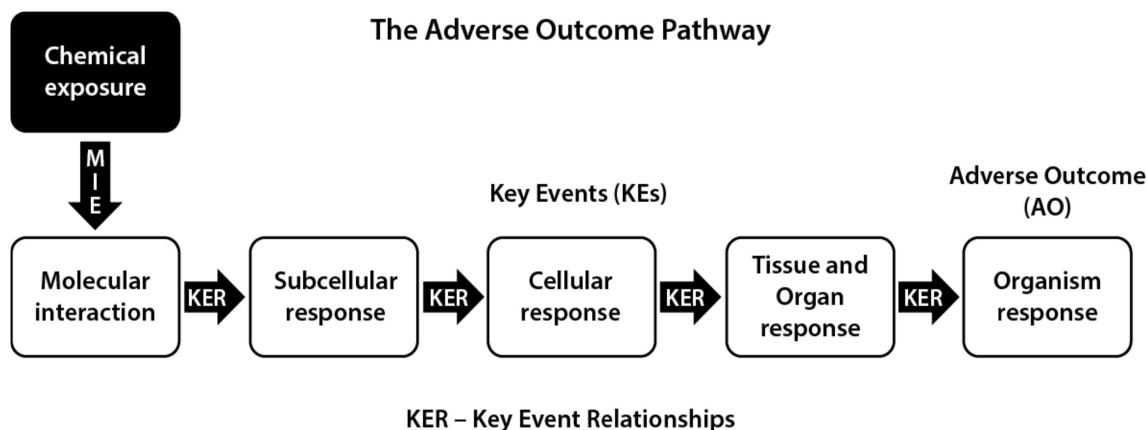 The Adverse Outcome Pathway
Chemical
exposure
M
I
E
Key Events (KEs)
Adverse Outcome
(AO)
Molecular
interaction
KER
Subcellular
response
KER
Cellular
response
KER
Tissue and
Organ
response
KER
Organism
response
KER – Key Event Relationships